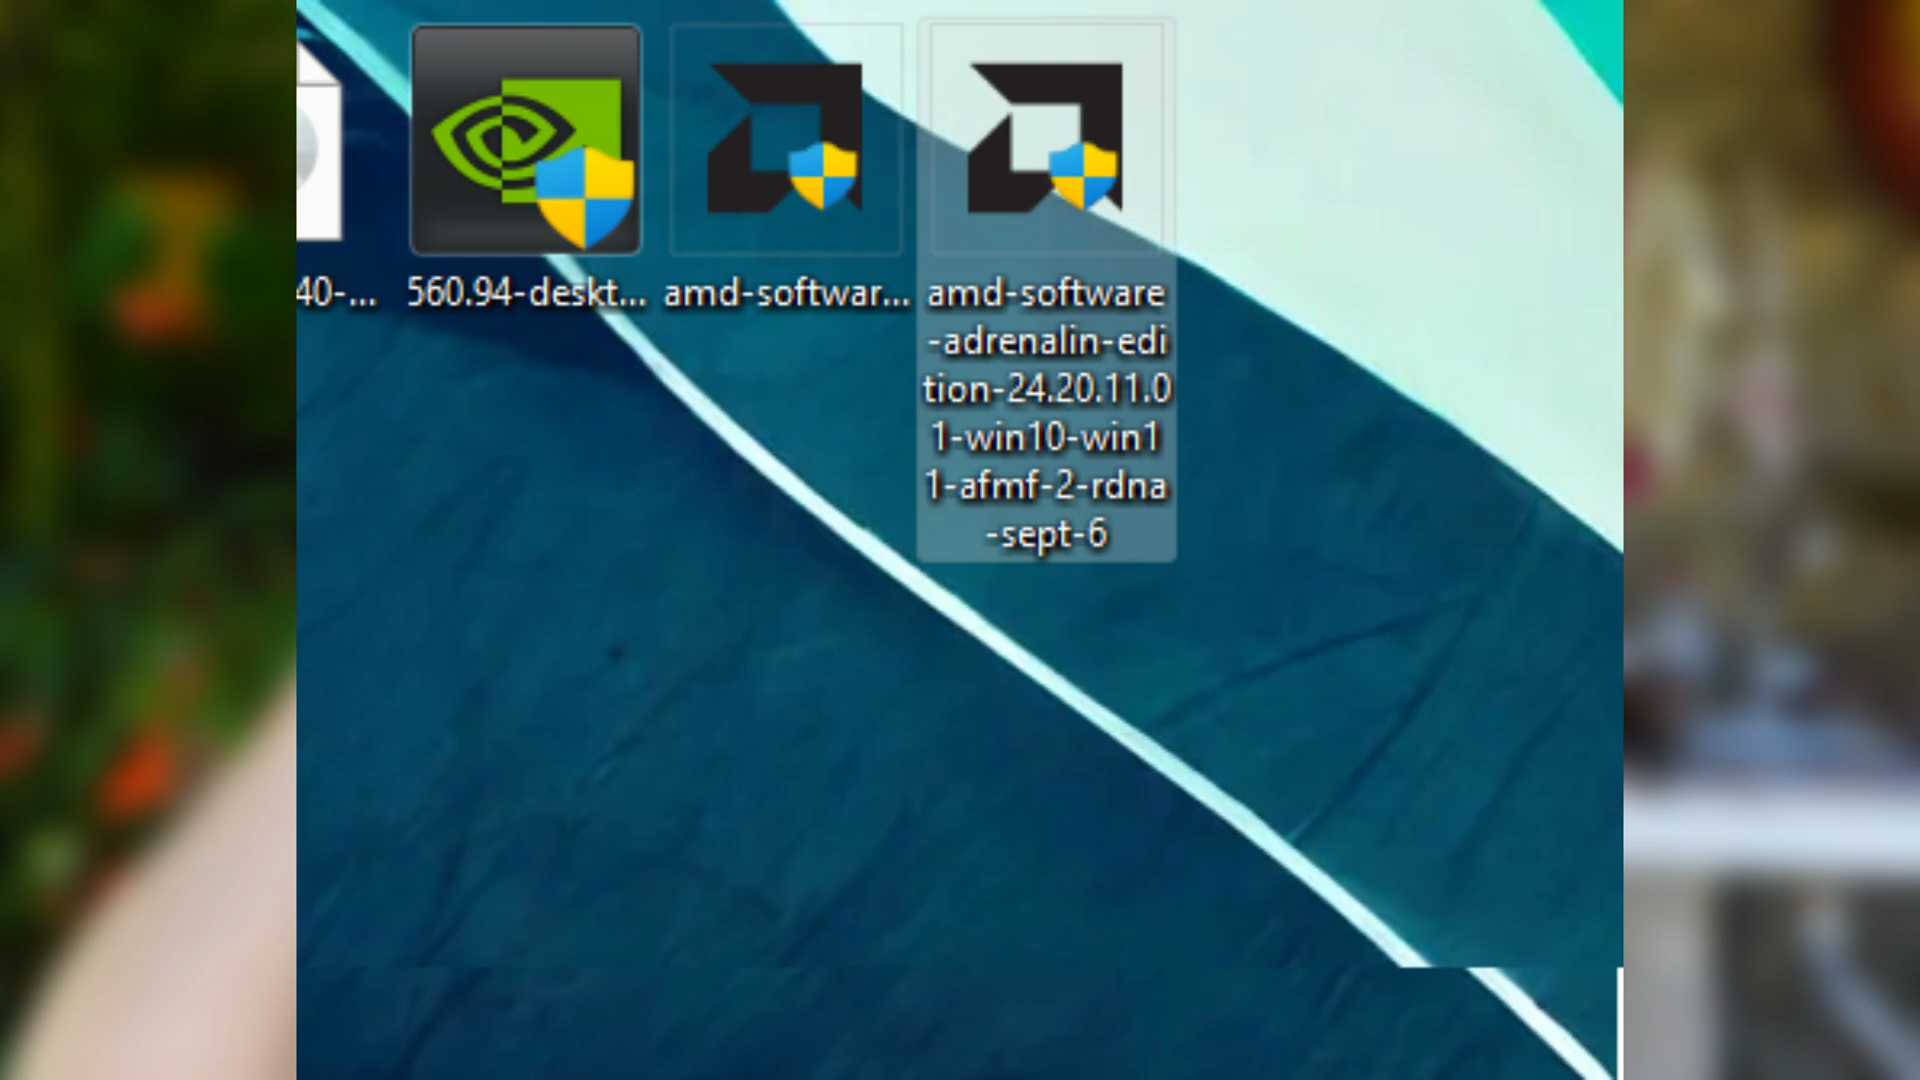 40-...
560.94-deskt...
amd-softwar...
amd-software
-adrenalin-edi
tion-24.20.11.0
1-win10-win1
1-afmf-2-rdna
-sept-6